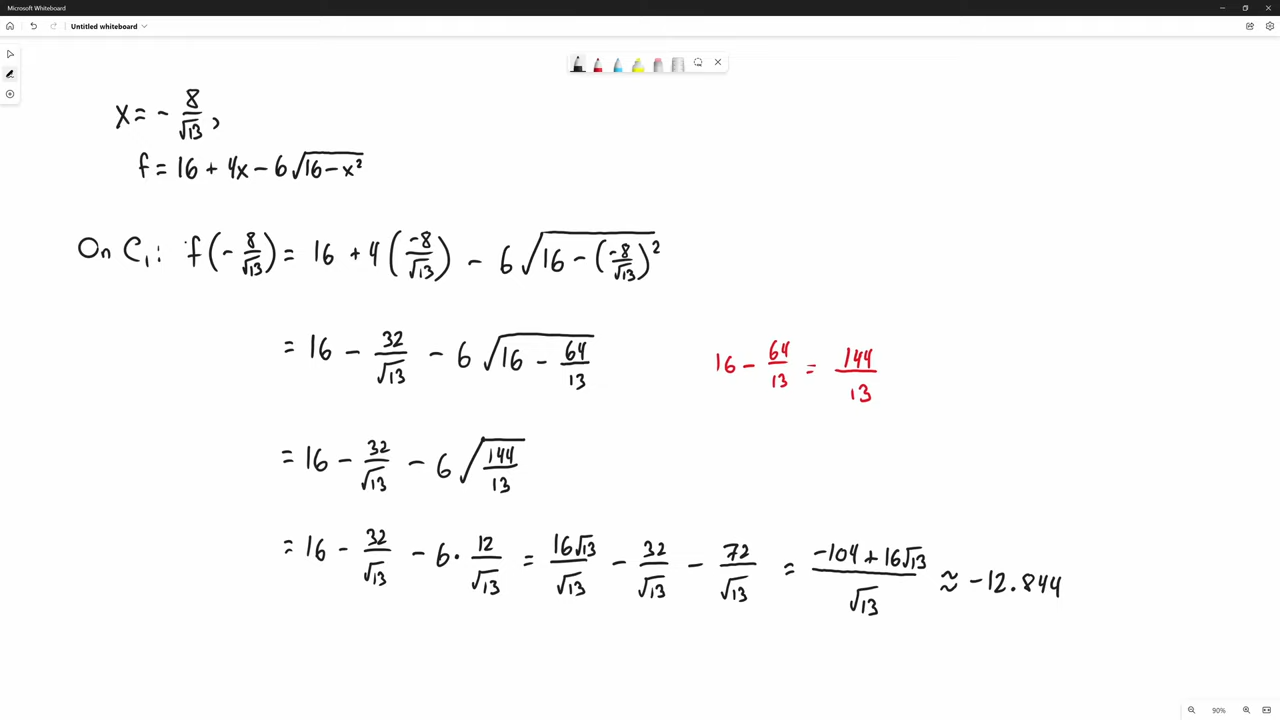 Microsoft Whiteboard
Untitled whiteboard
x = - 8/√13 ,
f = 16 + 4x - 6√(16 - x²)
On C₁: f(- 8/√13) = 16 + 4(-8/√13) - 6√(16 - (-8/√13)²)
= 16 - 32/√13 - 6√(16 - 64/13)
16 - 64/13 = 144/13
= 16 - 32/√13 - 6√(144/13)
= 16 - 32/√13 - 6 · 12/√13 = 16√13/√13 - 32/√13 - 72/√13 = (-104 + 16√13)/√13 ≈ -12.844
90%